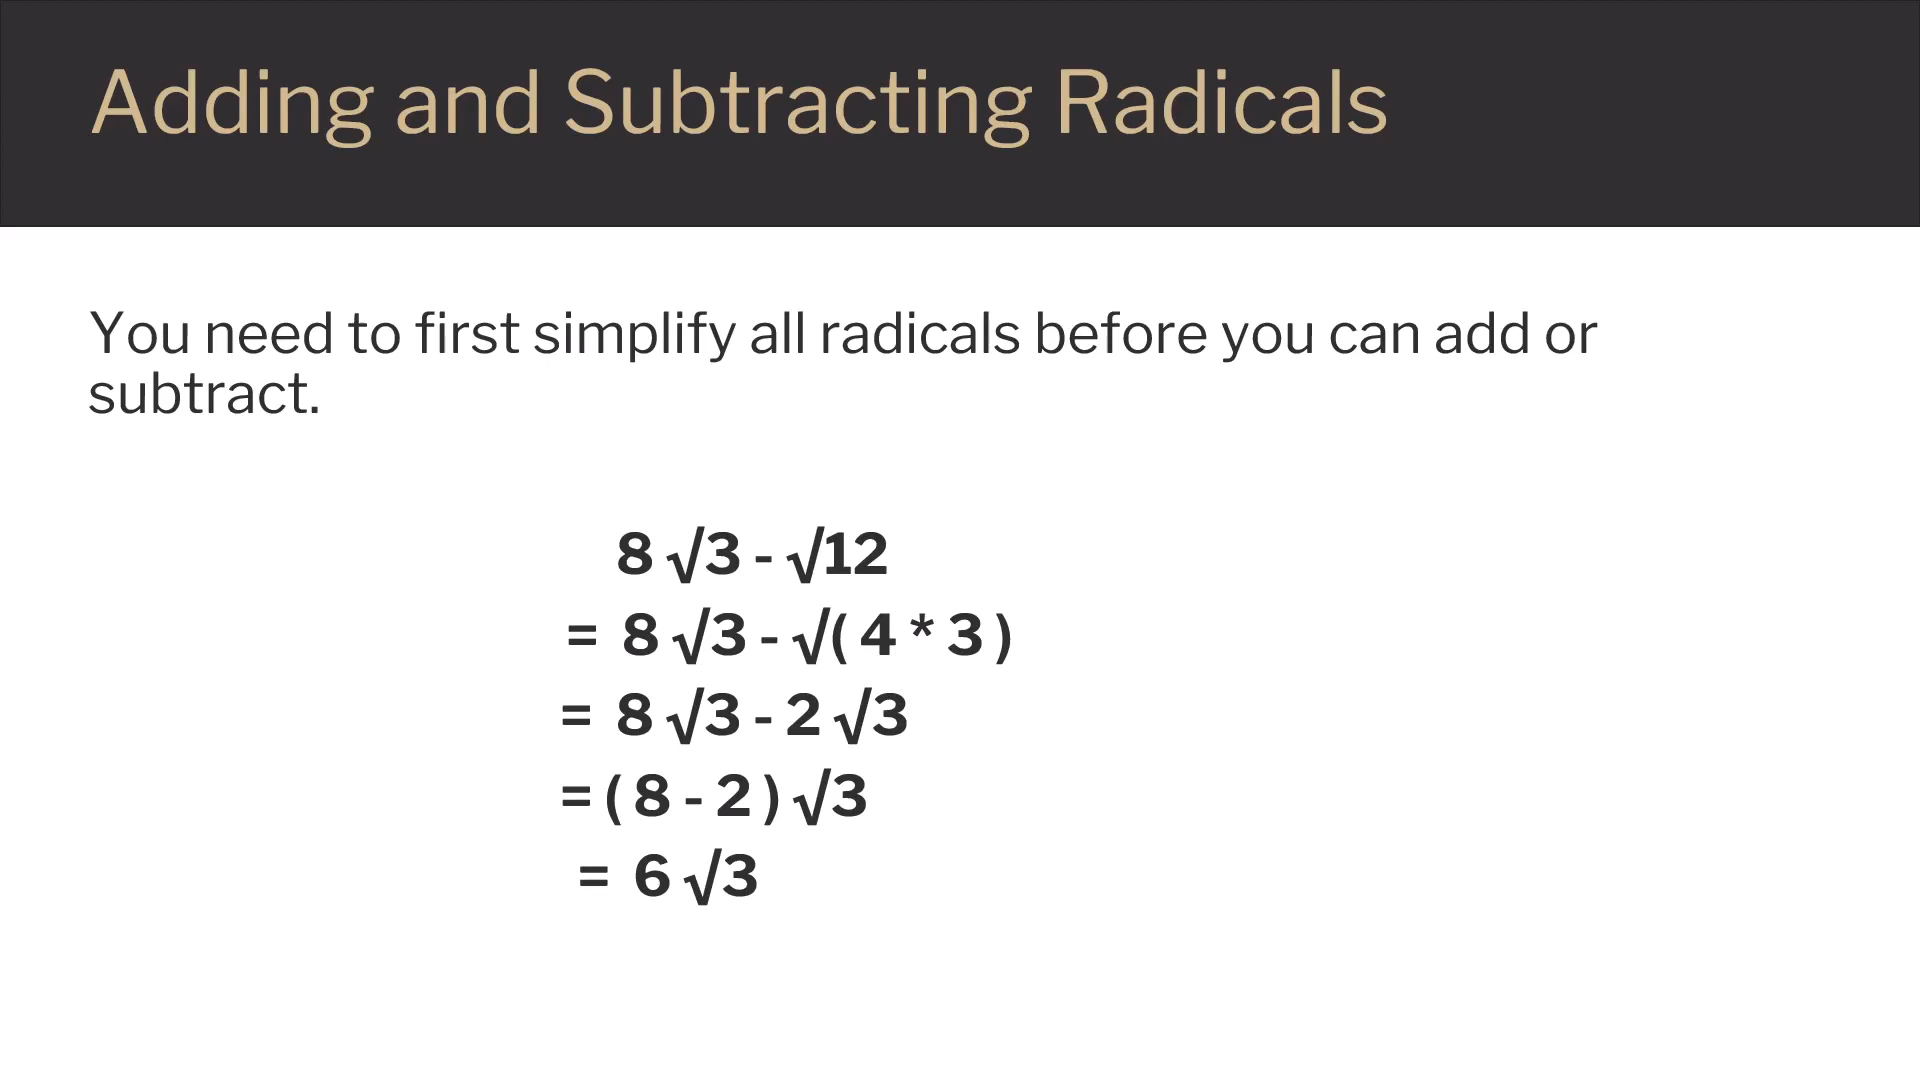 Adding and Subtracting Radicals
You need to first simplify all radicals before you can add or
subtract.
8 √3 - √12
= 8 √3 - √( 4 * 3 )
= 8 √3 - 2 √3
= ( 8 - 2 ) √3
= 6 √3